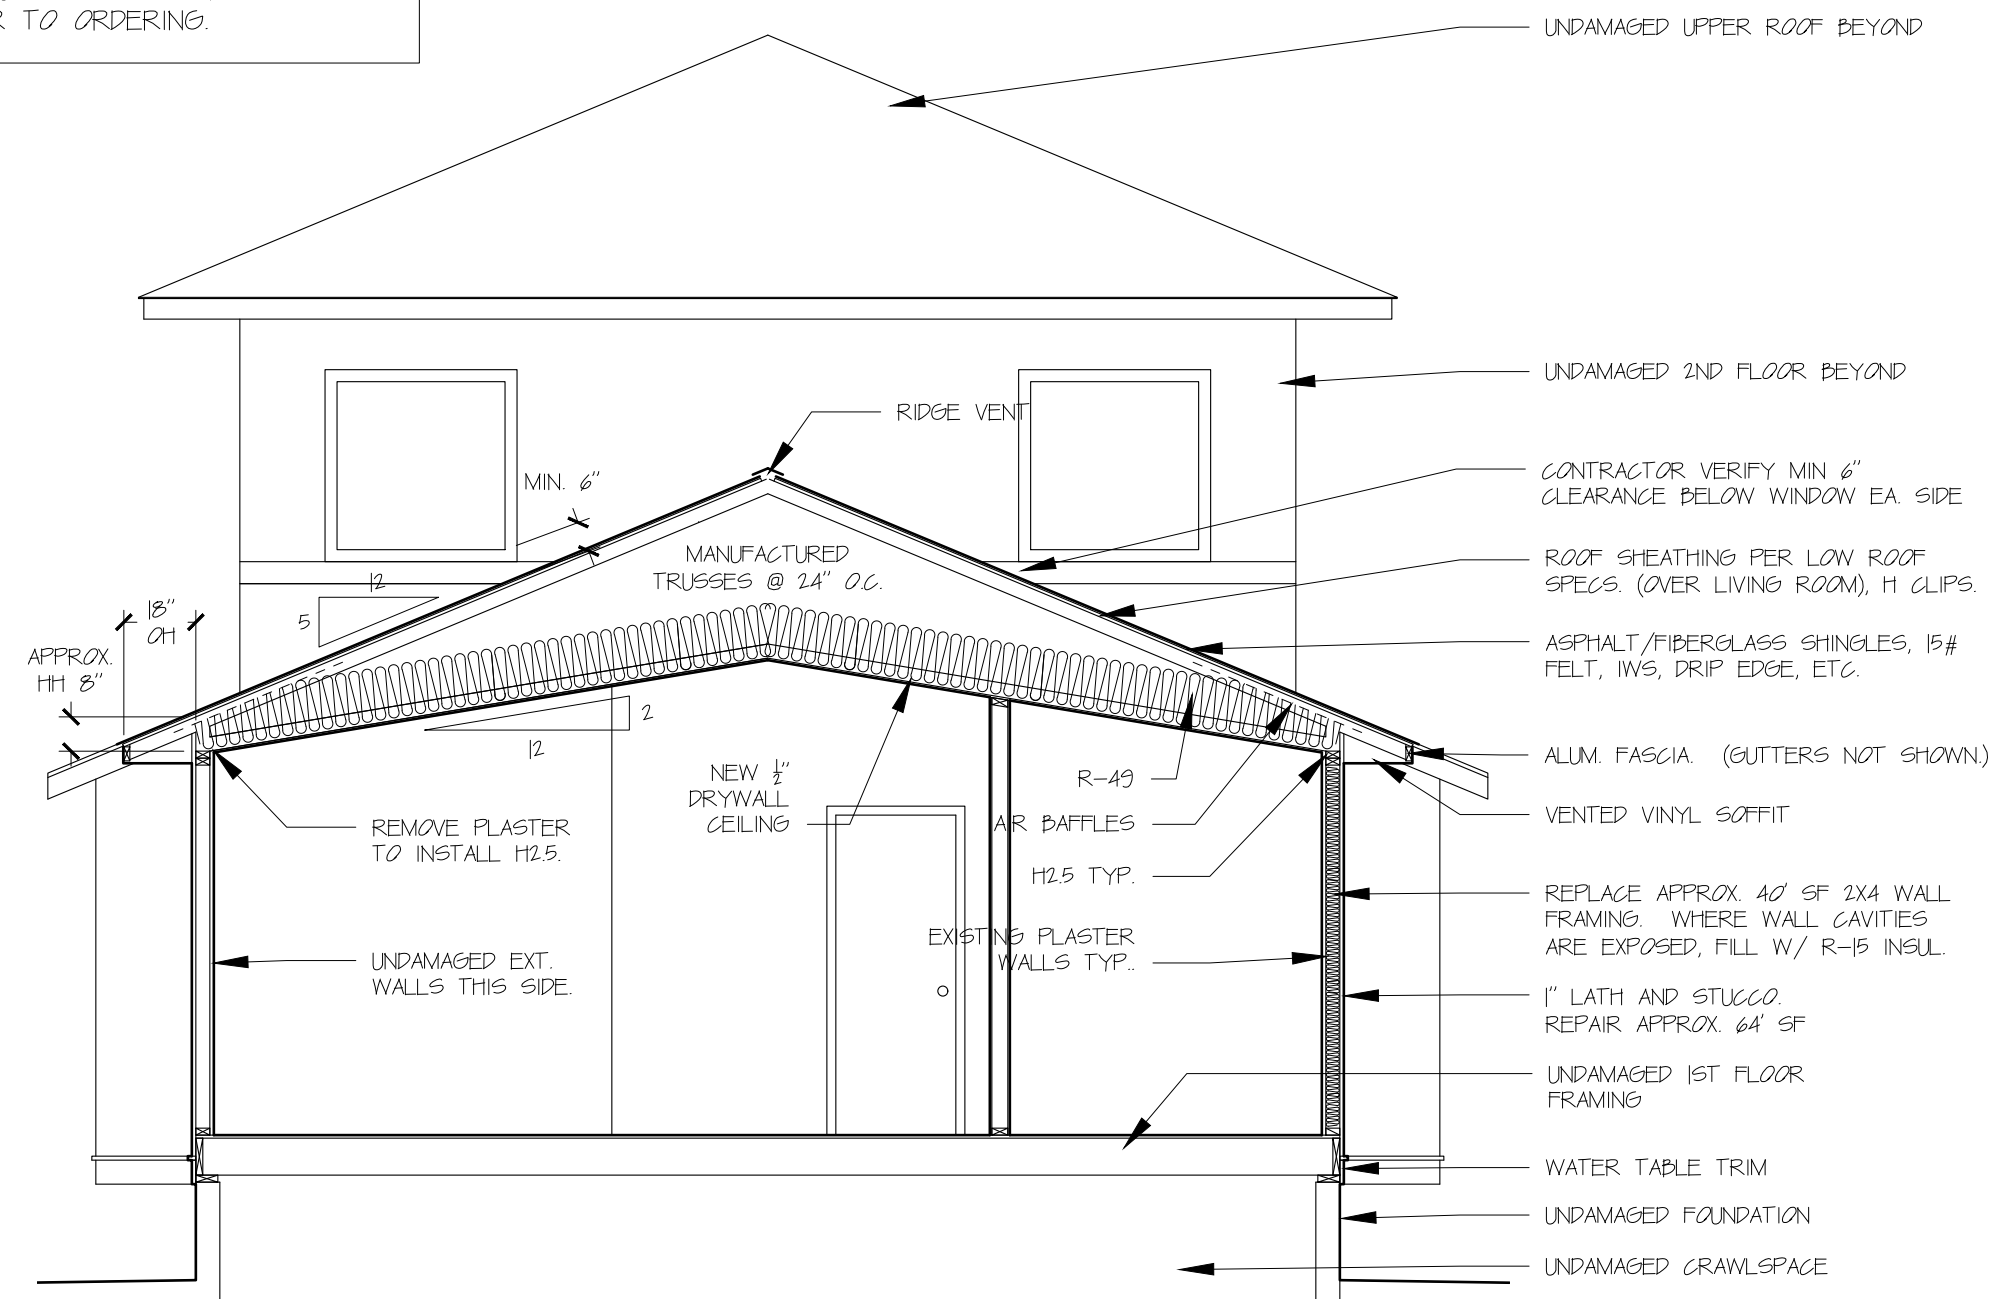 R TO ORDERING.
UNDAMAGED UPPER ROOF BEYOND
UNDAMAGED 2ND FLOOR BEYOND
RIDGE VENT
CONTRACTOR VERIFY MIN 6"
CLEARANCE BELOW WINDOW EA. SIDE
MIN. 6"
MANUFACTURED
TRUSSES @ 24" O.C.
ROOF SHEATHING PER LOW ROOF
SPECS. (OVER LIVING ROOM), H CLIPS.
12
5
18"
OH
APPROX.
HH 8"
ASPHALT/FIBERGLASS SHINGLES, 15#
FELT, IWS, DRIP EDGE, ETC.
2
12
ALUM. FASCIA. (GUTTERS NOT SHOWN.)
NEW ½"
DRYWALL
CEILING
R-49
AIR BAFFLES
H2.5 TYP.
VENTED VINYL SOFFIT
REMOVE PLASTER
TO INSTALL H2.5.
REPLACE APPROX. 40' SF 2X4 WALL
FRAMING. WHERE WALL CAVITIES
ARE EXPOSED, FILL W/ R-15 INSUL.
EXISTING PLASTER
WALLS TYP..
UNDAMAGED EXT.
WALLS THIS SIDE.
1" LATH AND STUCCO.
REPAIR APPROX. 64' SF
UNDAMAGED 1ST FLOOR
FRAMING
WATER TABLE TRIM
UNDAMAGED FOUNDATION
UNDAMAGED CRAWLSPACE